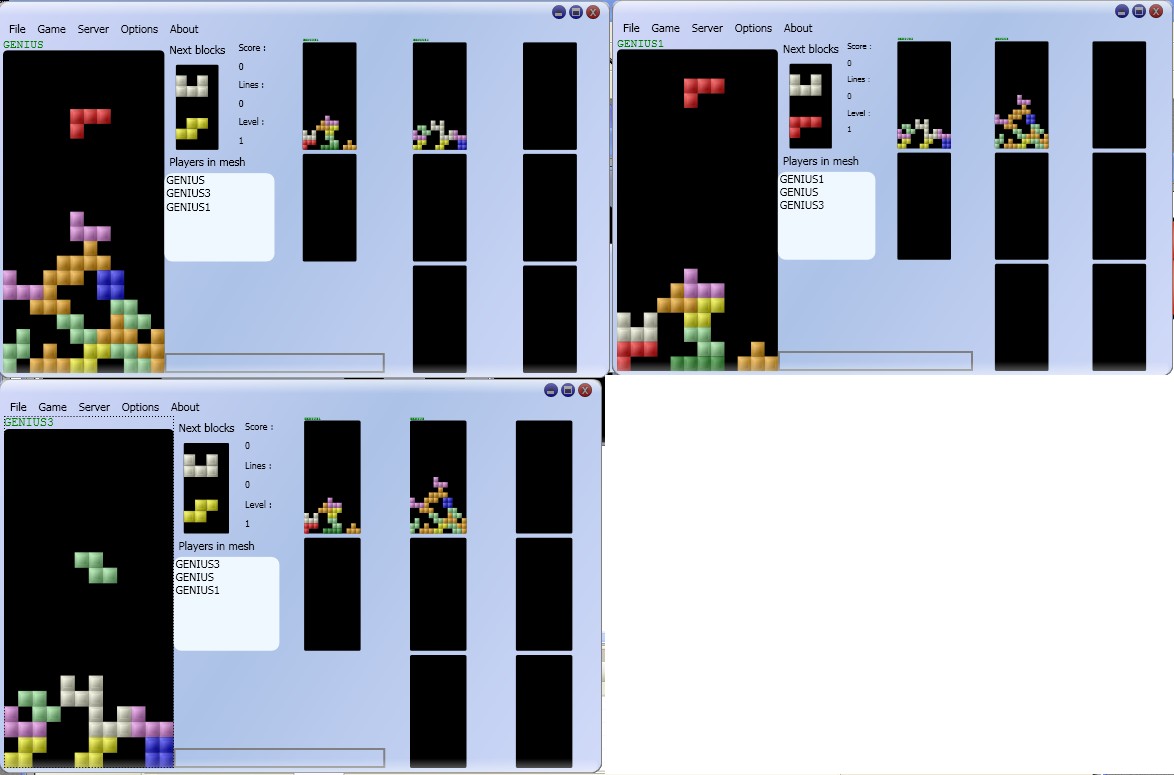 File Game Server Options About
GENIUS
Next blocks
Score :
0
Lines :
0
Level :
1
Players in mesh
GENIUS
GENIUS3
GENIUS1
File Game Server Options About
GENIUS1
Next blocks
Score :
0
Lines :
0
Level :
1
Players in mesh
GENIUS1
GENIUS
GENIUS3
File Game Server Options About
GENIUS3
Next blocks
Score :
0
Lines :
0
Level :
1
Players in mesh
GENIUS3
GENIUS
GENIUS1